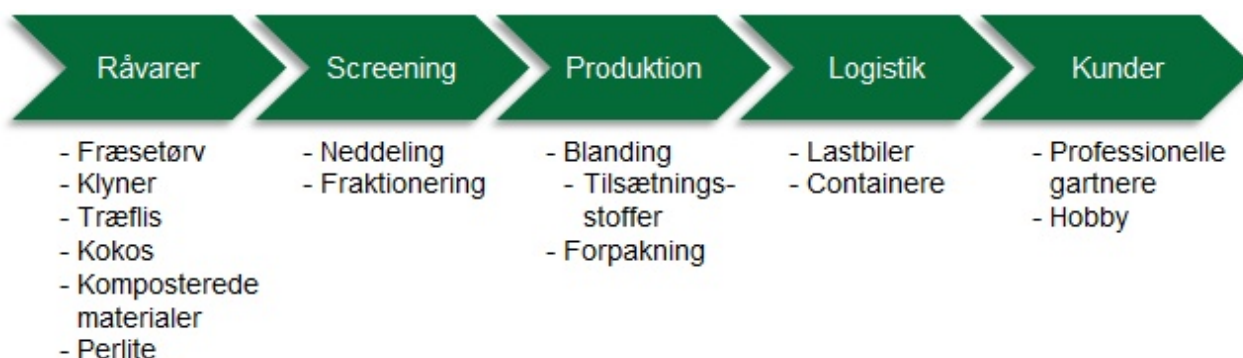 Råvarer
- Fræsetørv
- Klyner
- Træflis
- Kokos
- Komposterede
materialer
- Perlite
Screening
- Neddeling
- Fraktionering
Produktion
- Blanding
- Tilsætnings-
stoffer
- Forpakning
Logistik
- Lastbiler
- Containere
Kunder
- Professionelle
gartnere
- Hobby